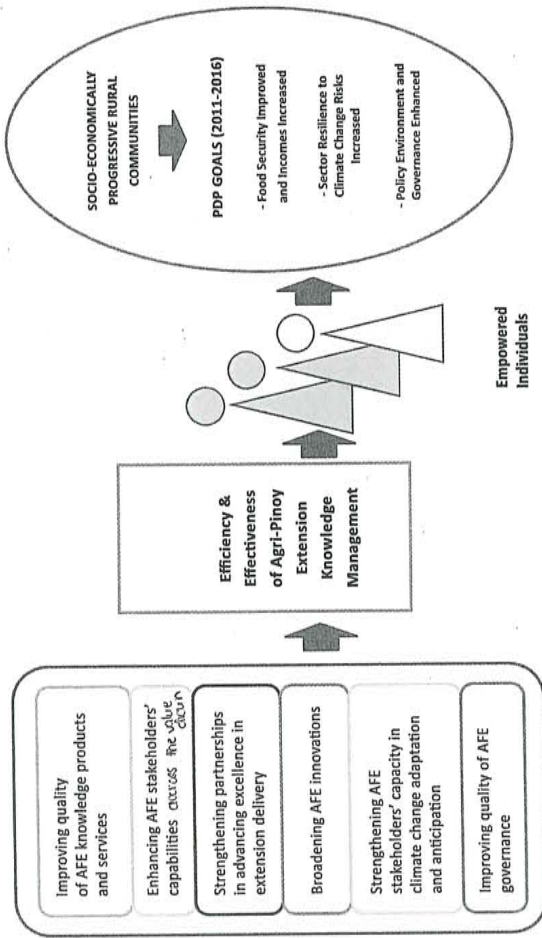 Improving quality
of AFE knowledge products
and services
Enhancing AFE stakeholders'
capabilities across the value
chain
Strengthening partnerships
in advancing excellence in
extension delivery
Broadening AFE innovations
Strengthening AFE
stakeholders' capacity in
climate change adaptation
and anticipation
Improving quality of AFE
governance
Efficiency &
Effectiveness
of Agri-Pinoy
Extension
Knowledge
Management
Empowered
Individuals
SOCIO-ECONOMICALLY
PROGRESSIVE RURAL
COMMUNITIES
PDP GOALS (2011-2016)
- Food Security Improved
and Incomes Increased
- Sector Resilience to
Climate Change Risks
Increased
- Policy Environment and
Governance Enhanced